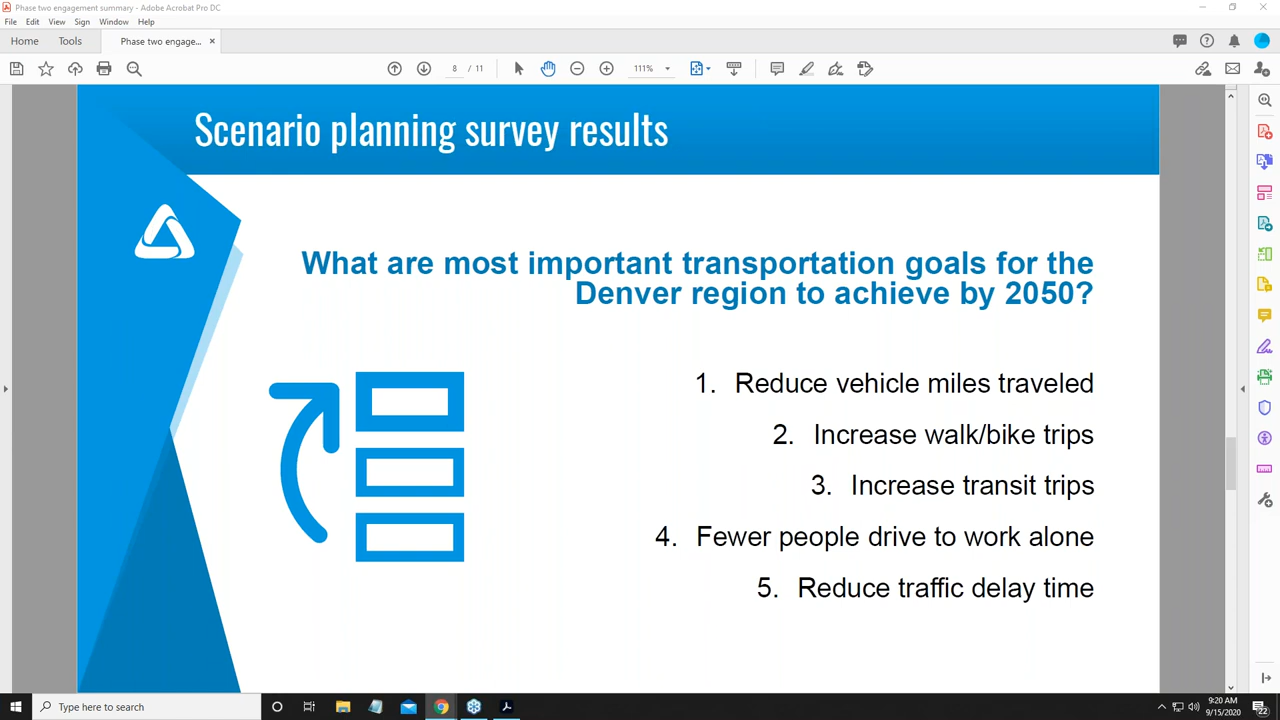 Phase two engagement summary - Adobe Acrobat Pro DC
File Edit View Sign Window Help
Home Tools Phase two engage... ×
8 / 11 111%
Scenario planning survey results
What are most important transportation goals for the
Denver region to achieve by 2050?
1. Reduce vehicle miles traveled
2. Increase walk/bike trips
3. Increase transit trips
4. Fewer people drive to work alone
5. Reduce traffic delay time
Type here to search
9:20 AM
9/15/2020
22